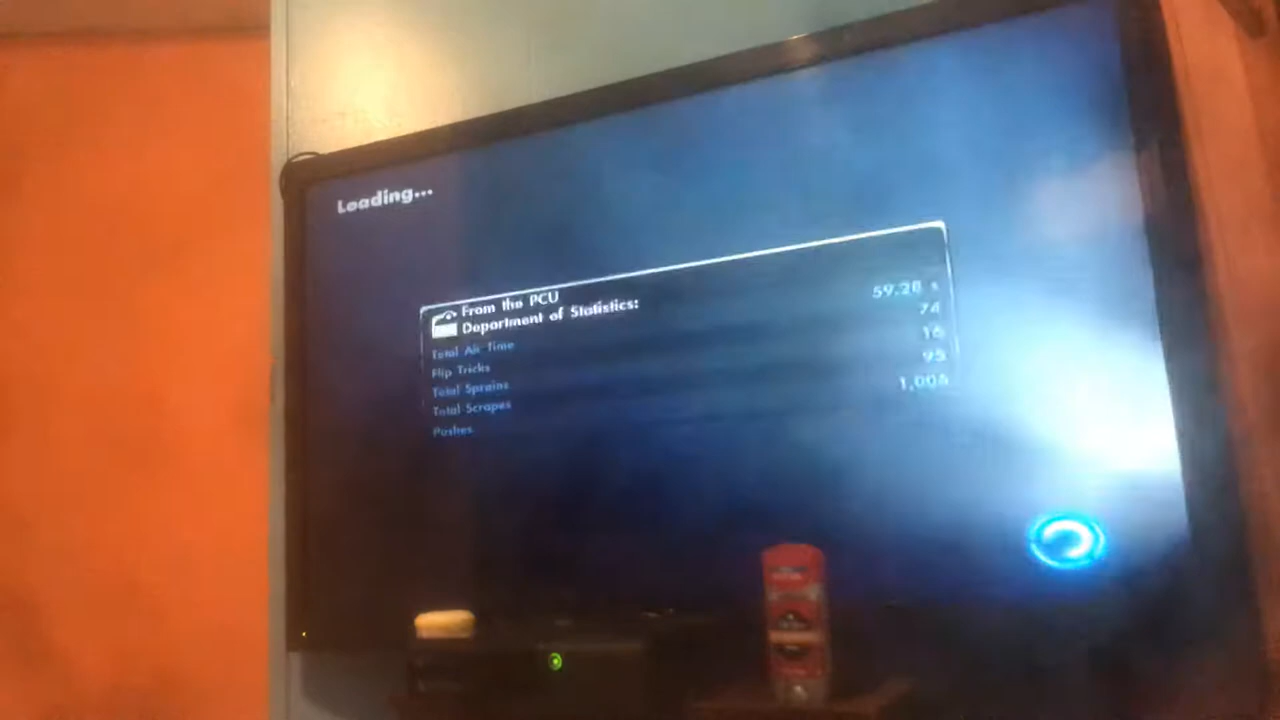 Loading...
From the PCU
Department of Statistics:
Total Air Time 59.28 s
Flip Tricks 74
Total Sprains 16
Total Scrapes 95
Pushes 1,006